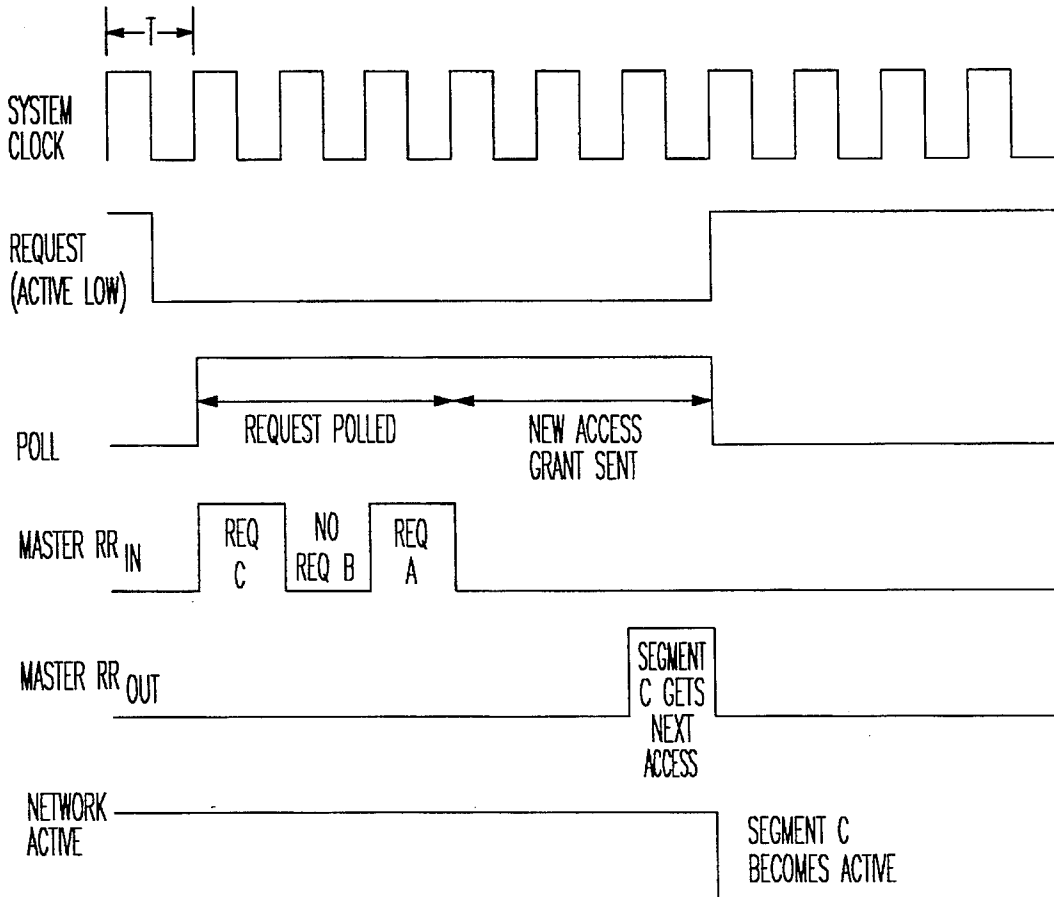 T
SYSTEM
CLOCK
REQUEST
(ACTIVE LOW)
POLL
REQUEST POLLED
NEW ACCESS
GRANT SENT
MASTER RR IN
REQ
C
NO
REQ B
REQ
A
MASTER RR OUT
SEGMENT
C GETS
NEXT
ACCESS
NETWORK
ACTIVE
SEGMENT C
BECOMES ACTIVE